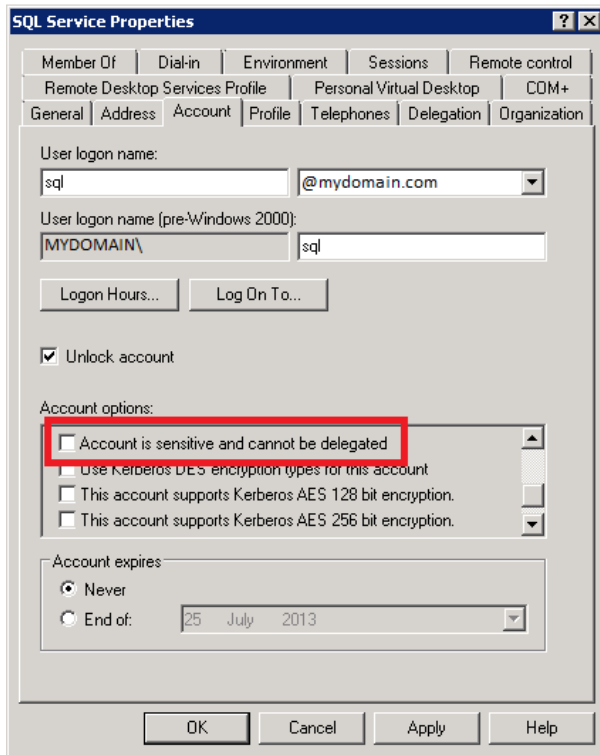 SQL Service Properties
Member Of Dial-in Environment Sessions Remote control
Remote Desktop Services Profile Personal Virtual Desktop COM+
General Address Account Profile Telephones Delegation Organization
User logon name:
sql @mydomain.com
User logon name (pre-Windows 2000):
MYDOMAIN\ sql
Logon Hours... Log On To...
Unlock account
Account options:
Account is sensitive and cannot be delegated
Use Kerberos DES encryption types for this account
This account supports Kerberos AES 128 bit encryption.
This account supports Kerberos AES 256 bit encryption.
Account expires
Never
End of: 25 July 2013
OK Cancel Apply Help